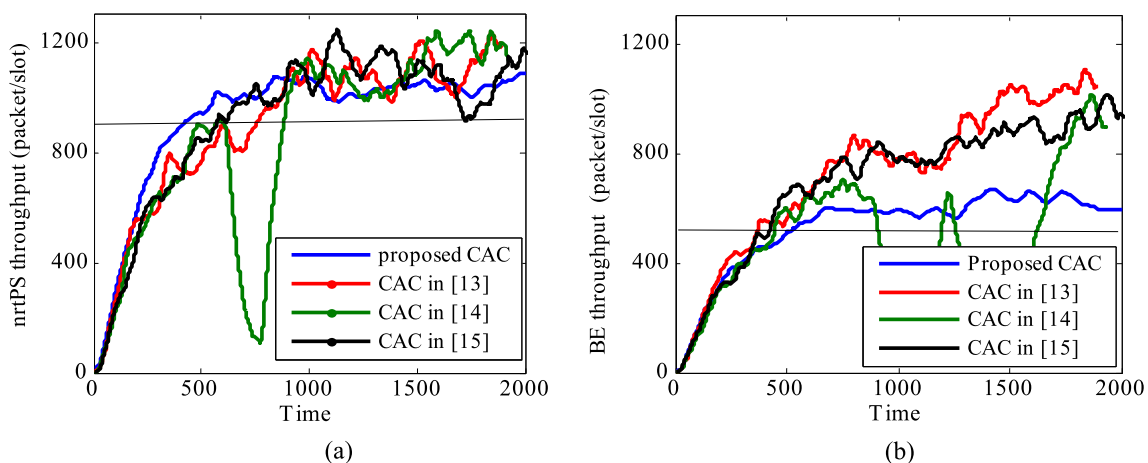 nrtPS throughput (packet/slot)
1200
800
400
0
0 500 1000 1500 2000
Time
proposed CAC
CAC in [13]
CAC in [14]
CAC in [15]
(a)
BE throughput (packet/slot)
1200
800
400
0
0 500 1000 1500 2000
Time
Proposed CAC
CAC in [13]
CAC in [14]
CAC in [15]
(b)